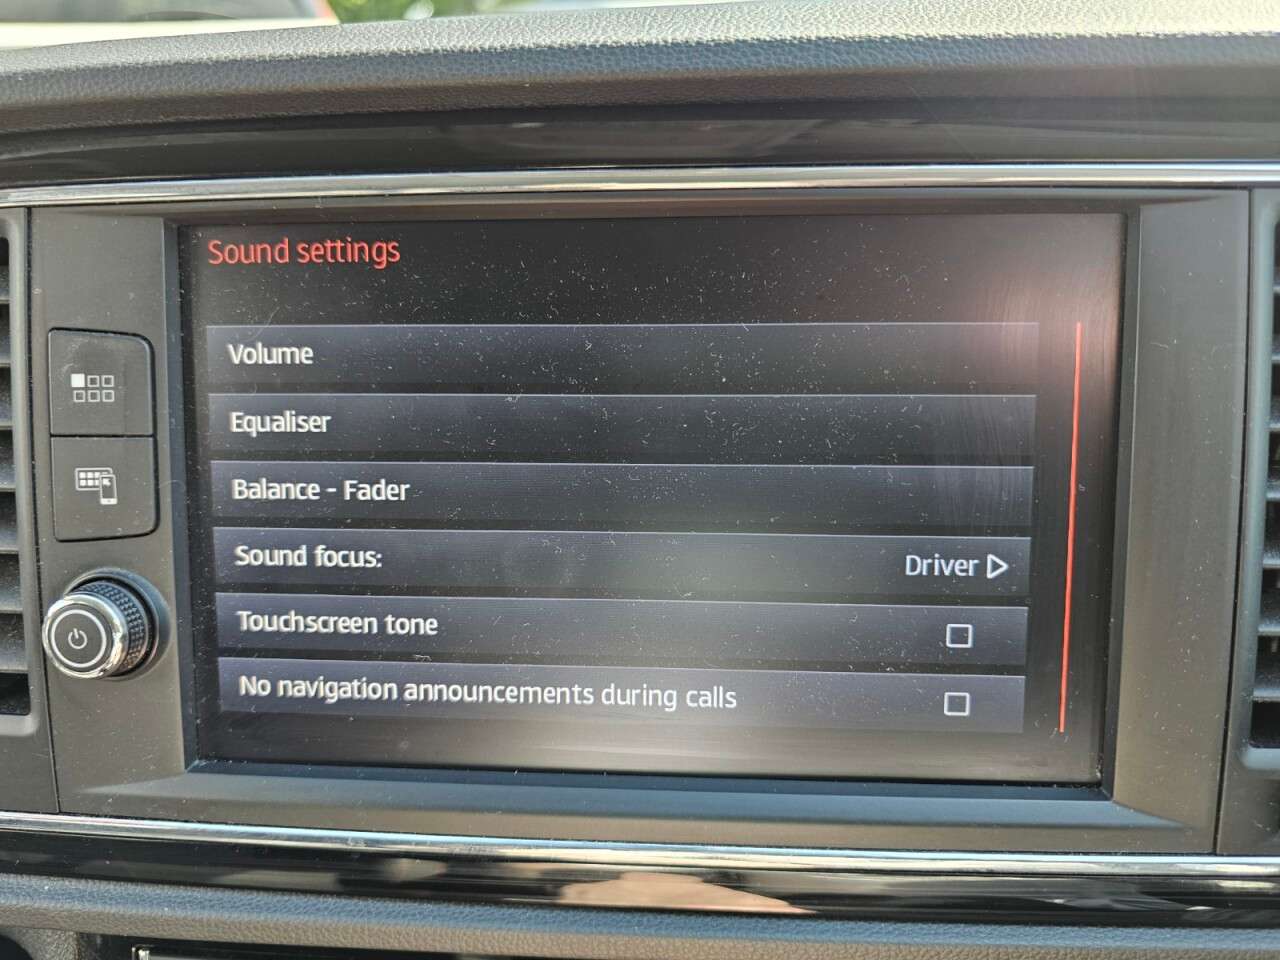 Sound settings
Volume
Equaliser
Balance - Fader
Sound focus: Driver
Touchscreen tone
No navigation announcements during calls